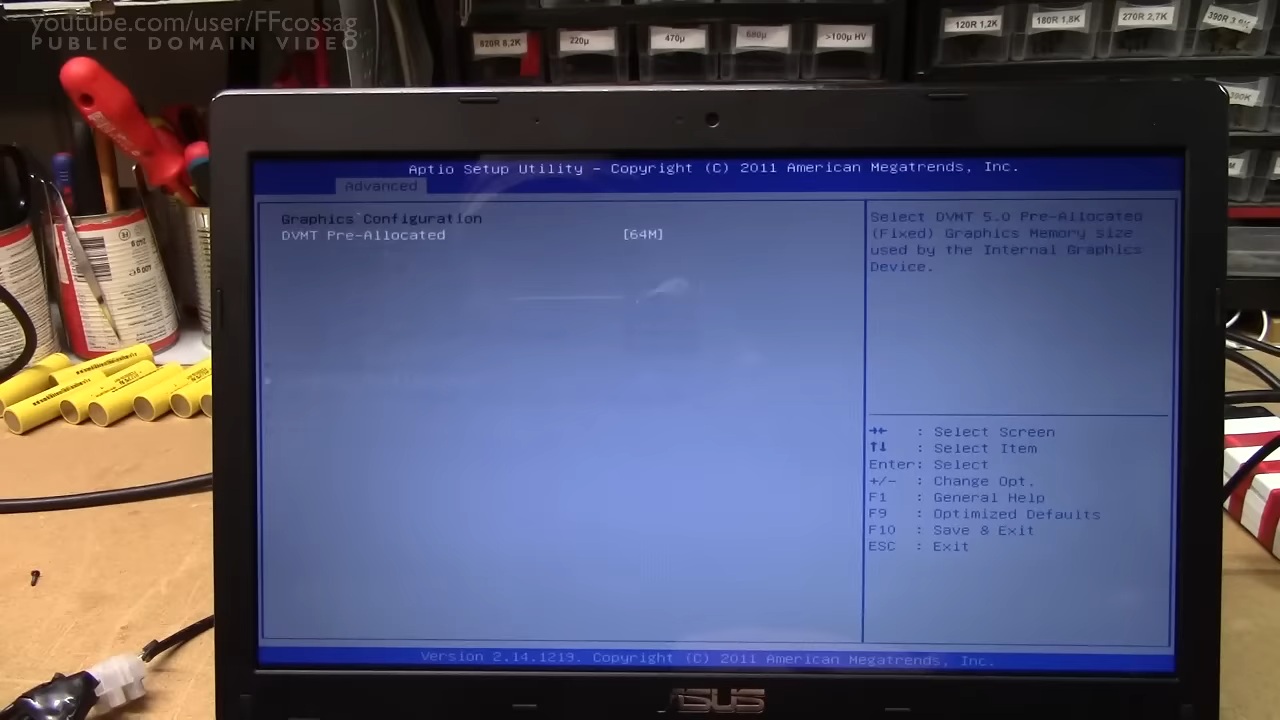 youtube.com/user/FFcossag
PUBLIC DOMAIN VIDEO
820R 8,2K
220µ
470µ
680µ
>100µ HV
120R 1,2K
180R 1,8K
270R 2,7K
390R 3,9K
Aptio Setup Utility - Copyright (C) 2011 American Megatrends, Inc.
Advanced
Graphics Configuration
DVMT Pre-Allocated [64M]
Select DVMT 5.0 Pre-Allocated
(Fixed) Graphics Memory size
used by the Internal Graphics
Device.
→← : Select Screen
↑↓ : Select Item
Enter: Select
+/- : Change Opt.
F1 : General Help
F9 : Optimized Defaults
F10 : Save & Exit
ESC : Exit
Version 2.14.1219. Copyright (C) 2011 American Megatrends, Inc.
ASUS